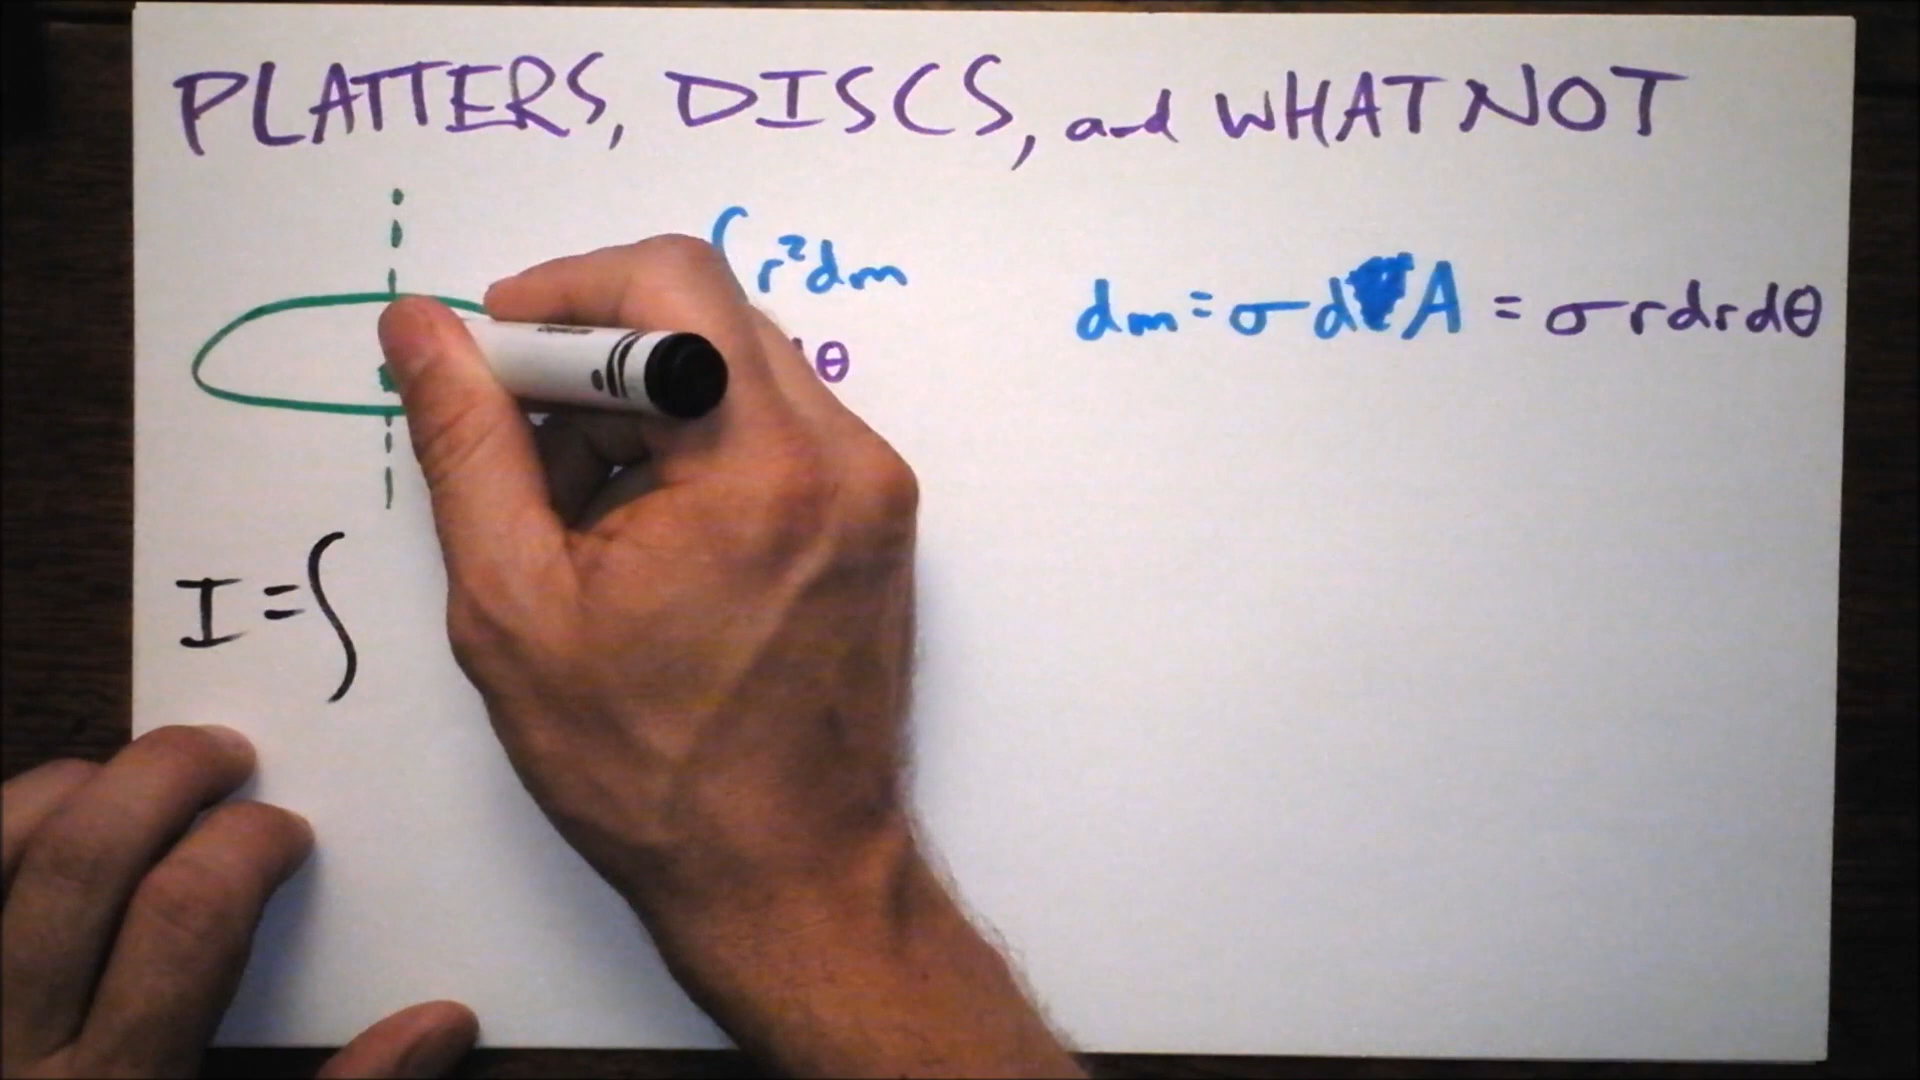 PLATTERS, DISCS, and WHATNOT
∫ r²dm
dm = σ dA = σ r dr dθ
θ
I = ∫